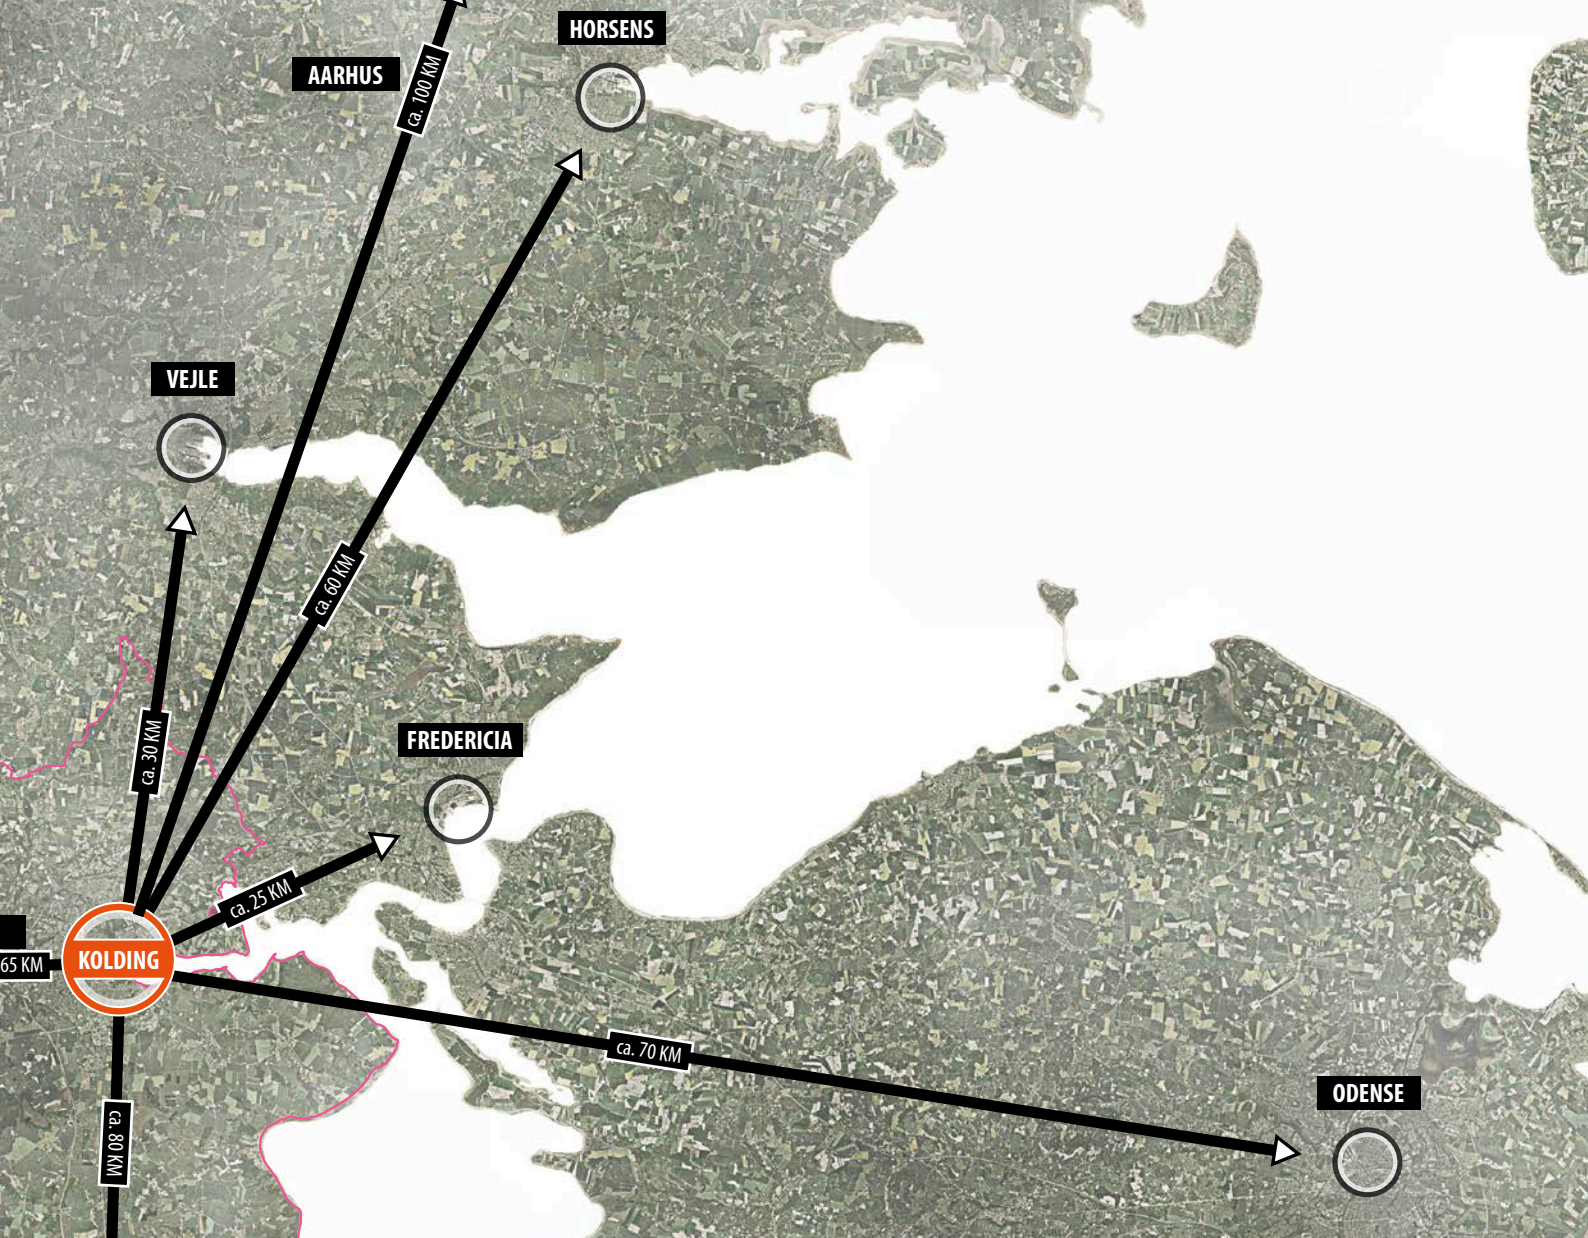 HORSENS
AARHUS
ca. 100 KM
VEJLE
ca. 60 KM
ca. 30 KM
FREDERICIA
ca. 25 KM
KOLDING
65 KM
ca. 70 KM
ODENSE
ca. 80 KM